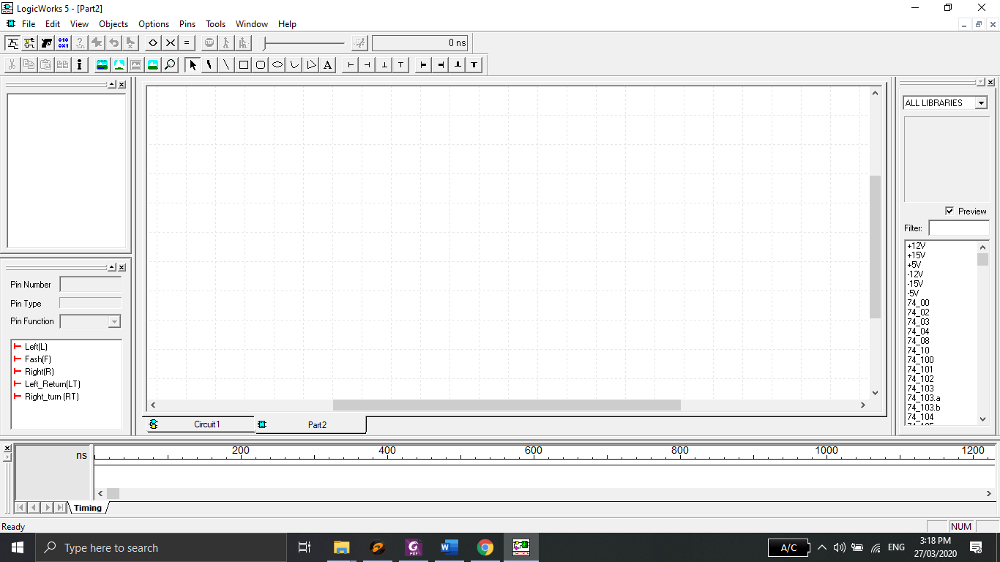 LogicWorks 5 - [Part2]
File Edit View Objects Options Pins Tools Window Help
0 ns
A
ALL LIBRARIES
Preview
Filter:
+12V
+15V
+5V
-12V
-15V
-5V
74_00
74_02
74_03
74_04
74_08
74_10
74_100
74_101
74_102
74_103
74_103.a
74_103.b
74_104
74_105
Pin Number
Pin Type
Pin Function
Left(L)
Fash(F)
Right(R)
Left_Return(LT)
Right_turn (RT)
Circuit1 Part2
ns 200 400 600 800 1000 1200
Timing
Ready
NUM
Type here to search
A/C
ENG
3:18 PM
27/03/2020